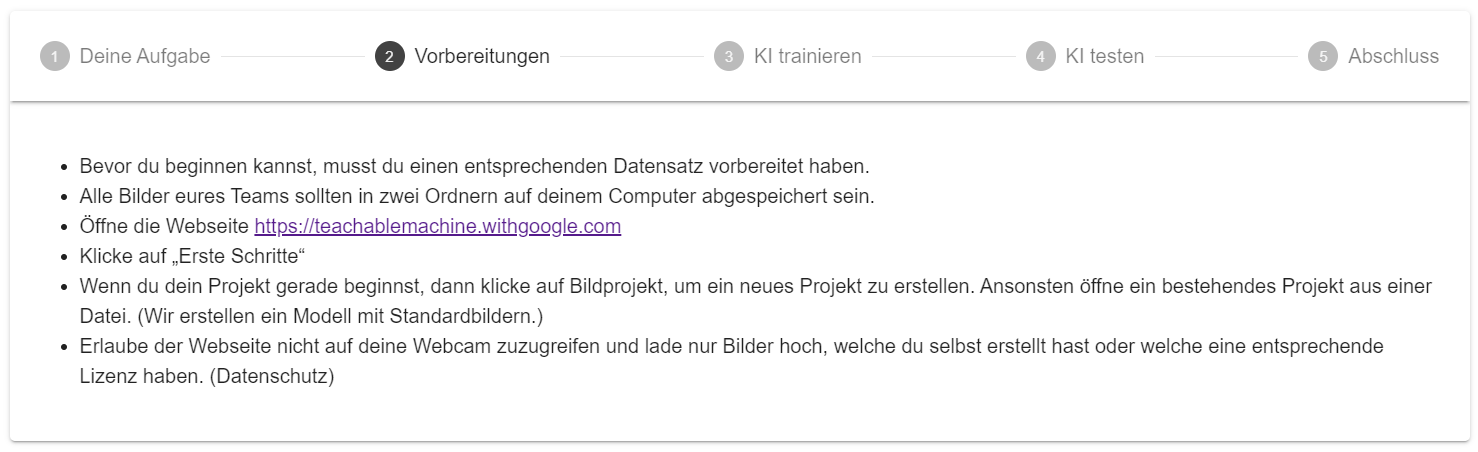 1 Deine Aufgabe 2 Vorbereitungen 3 KI trainieren 4 KI testen 5 Abschluss
• Bevor du beginnen kannst, musst du einen entsprechenden Datensatz vorbereitet haben.
• Alle Bilder eures Teams sollten in zwei Ordnern auf deinem Computer abgespeichert sein.
• Öffne die Webseite https://teachablemachine.withgoogle.com
• Klicke auf „Erste Schritte“
• Wenn du dein Projekt gerade beginnst, dann klicke auf Bildprojekt, um ein neues Projekt zu erstellen. Ansonsten öffne ein bestehendes Projekt aus einer
Datei. (Wir erstellen ein Modell mit Standardbildern.)
• Erlaube der Webseite nicht auf deine Webcam zuzugreifen und lade nur Bilder hoch, welche du selbst erstellt hast oder welche eine entsprechende
Lizenz haben. (Datenschutz)